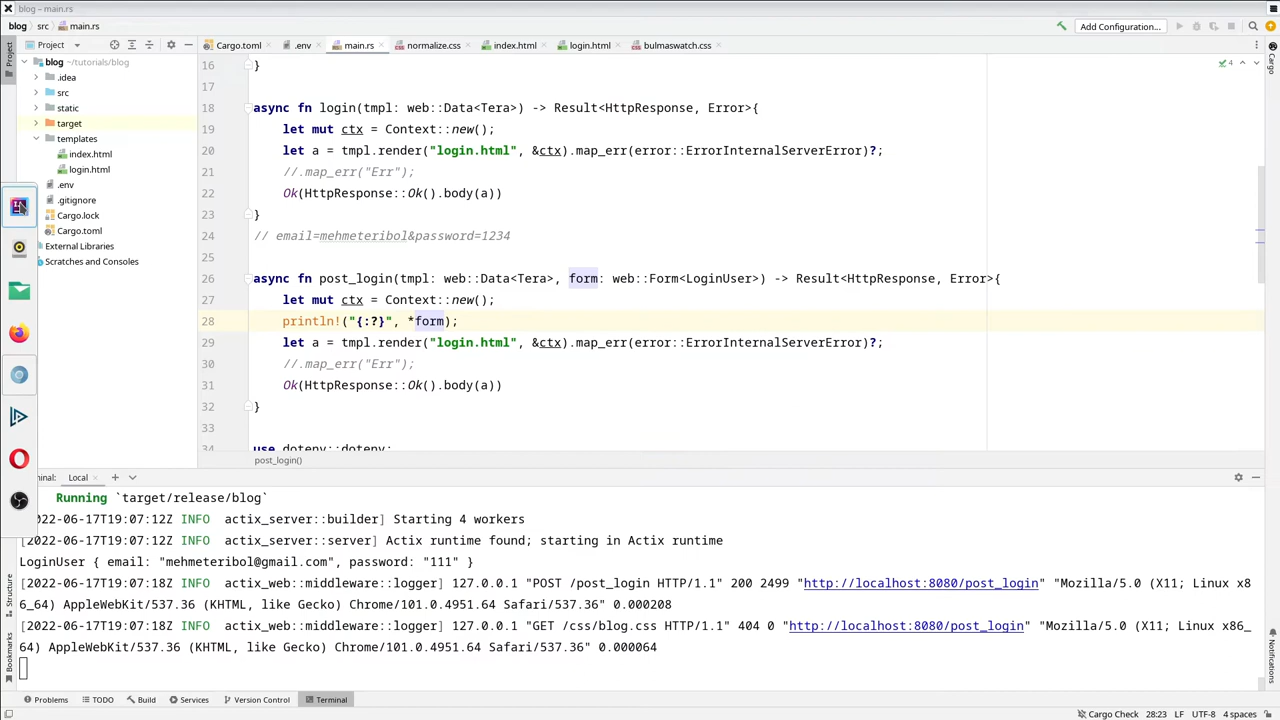 blog – main.rs
blog src main.rs Add Configuration...
Project
Project
Cargo.toml .env main.rs normalize.css index.html login.html bulmaswatch.css
Cargo
blog ~/tutorials/blog
.idea
src
static
target
templates
index.html
login.html
.env
.gitignore
Cargo.lock
Cargo.toml
External Libraries
Scratches and Consoles
4
16 }
17
18 async fn login(tmpl: web::Data<Tera>) -> Result<HttpResponse, Error>{
19 let mut ctx = Context::new();
20 let a = tmpl.render("login.html", &ctx).map_err(error::ErrorInternalServerError)?;
21 //.map_err("Err");
22 Ok(HttpResponse::Ok().body(a))
23 }
24 // email=mehmeteribol&password=1234
25
26 async fn post_login(tmpl: web::Data<Tera>, form: web::Form<LoginUser>) -> Result<HttpResponse, Error>{
27 let mut ctx = Context::new();
28 println!("{:?}", *form);
29 let a = tmpl.render("login.html", &ctx).map_err(error::ErrorInternalServerError)?;
30 //.map_err("Err");
31 Ok(HttpResponse::Ok().body(a))
32 }
33
34 use dotenv::dotenv;
post_login()
minal: Local
Running `target/release/blog`
2022-06-17T19:07:12Z INFO actix_server::builder] Starting 4 workers
[2022-06-17T19:07:12Z INFO actix_server::server] Actix runtime found; starting in Actix runtime
LoginUser { email: "mehmeteribol@gmail.com", password: "111" }
[2022-06-17T19:07:18Z INFO actix_web::middleware::logger] 127.0.0.1 "POST /post_login HTTP/1.1" 200 2499 "http://localhost:8080/post_login" "Mozilla/5.0 (X11; Linux x8
6_64) AppleWebKit/537.36 (KHTML, like Gecko) Chrome/101.0.4951.64 Safari/537.36" 0.000208
[2022-06-17T19:07:18Z INFO actix_web::middleware::logger] 127.0.0.1 "GET /css/blog.css HTTP/1.1" 404 0 "http://localhost:8080/post_login" "Mozilla/5.0 (X11; Linux x86_
64) AppleWebKit/537.36 (KHTML, like Gecko) Chrome/101.0.4951.64 Safari/537.36" 0.000064
Structure
Bookmarks
Notifications
Problems TODO Build Services Version Control Terminal
Cargo Check 28:23 LF UTF-8 4 spaces